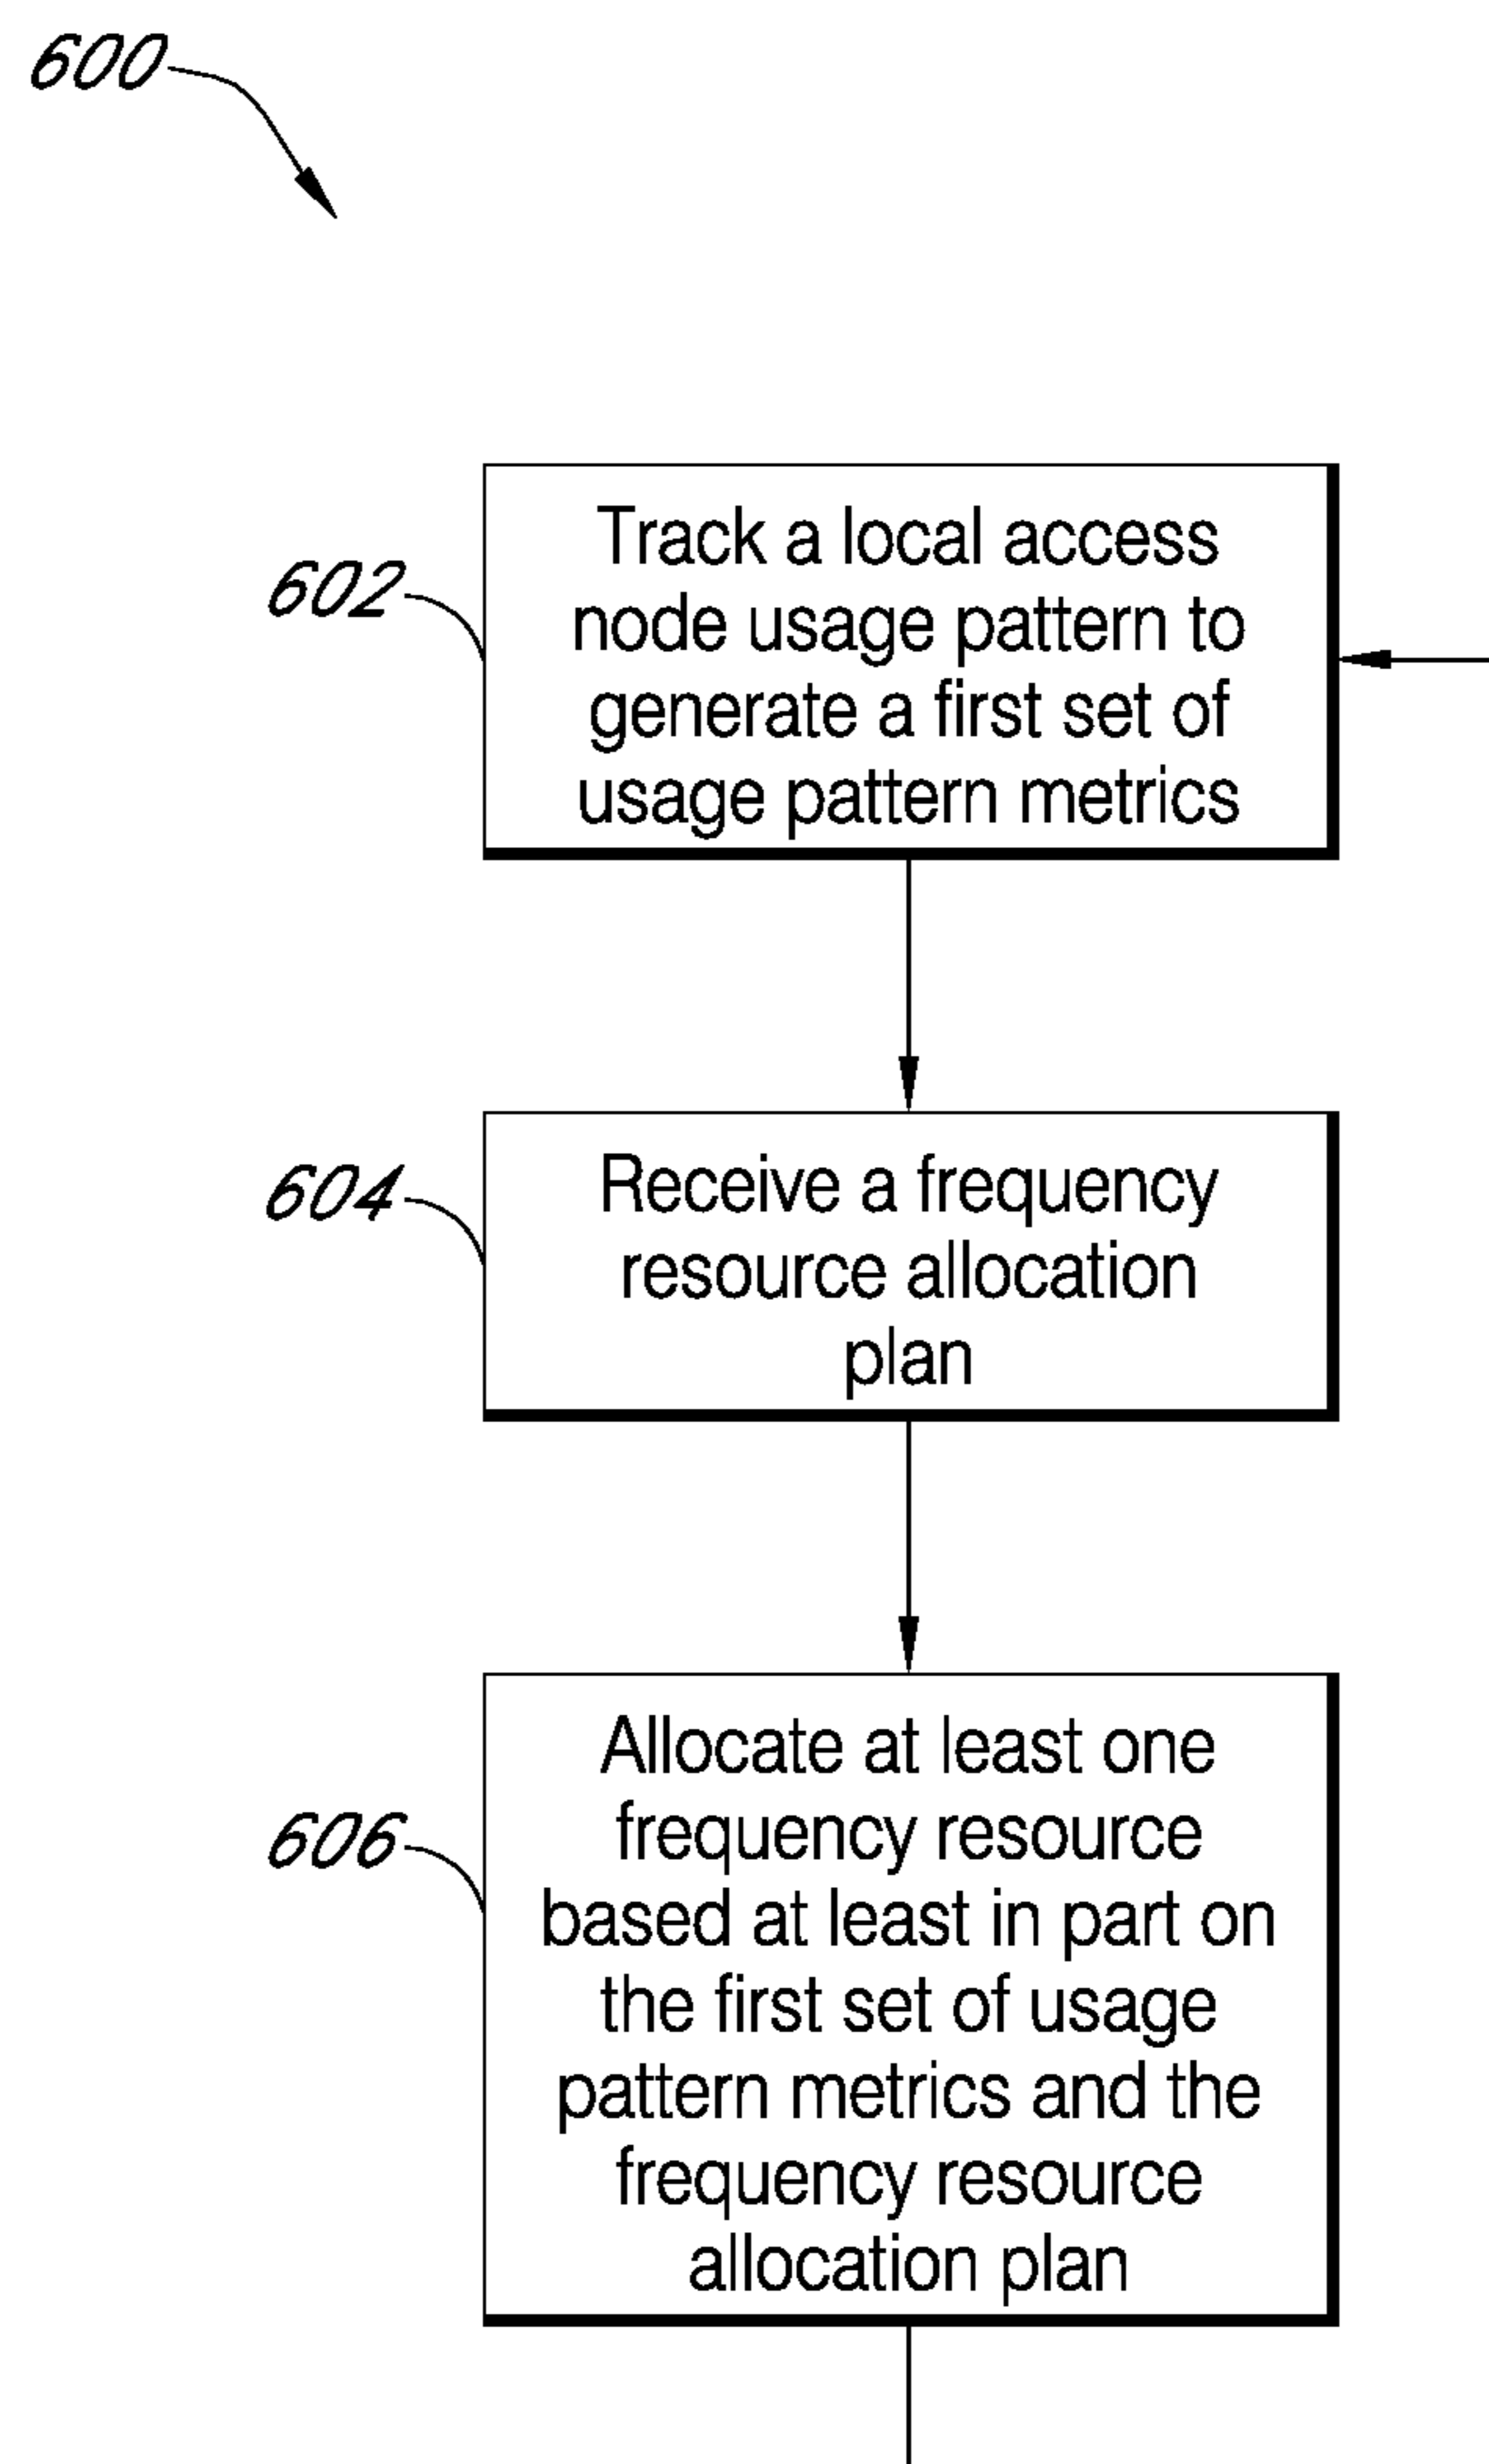 600
602
Track a local access
node usage pattern to
generate a first set of
usage pattern metrics
604
Receive a frequency
resource allocation
plan
606
Allocate at least one
frequency resource
based at least in part on
the first set of usage
pattern metrics and the
frequency resource
allocation plan